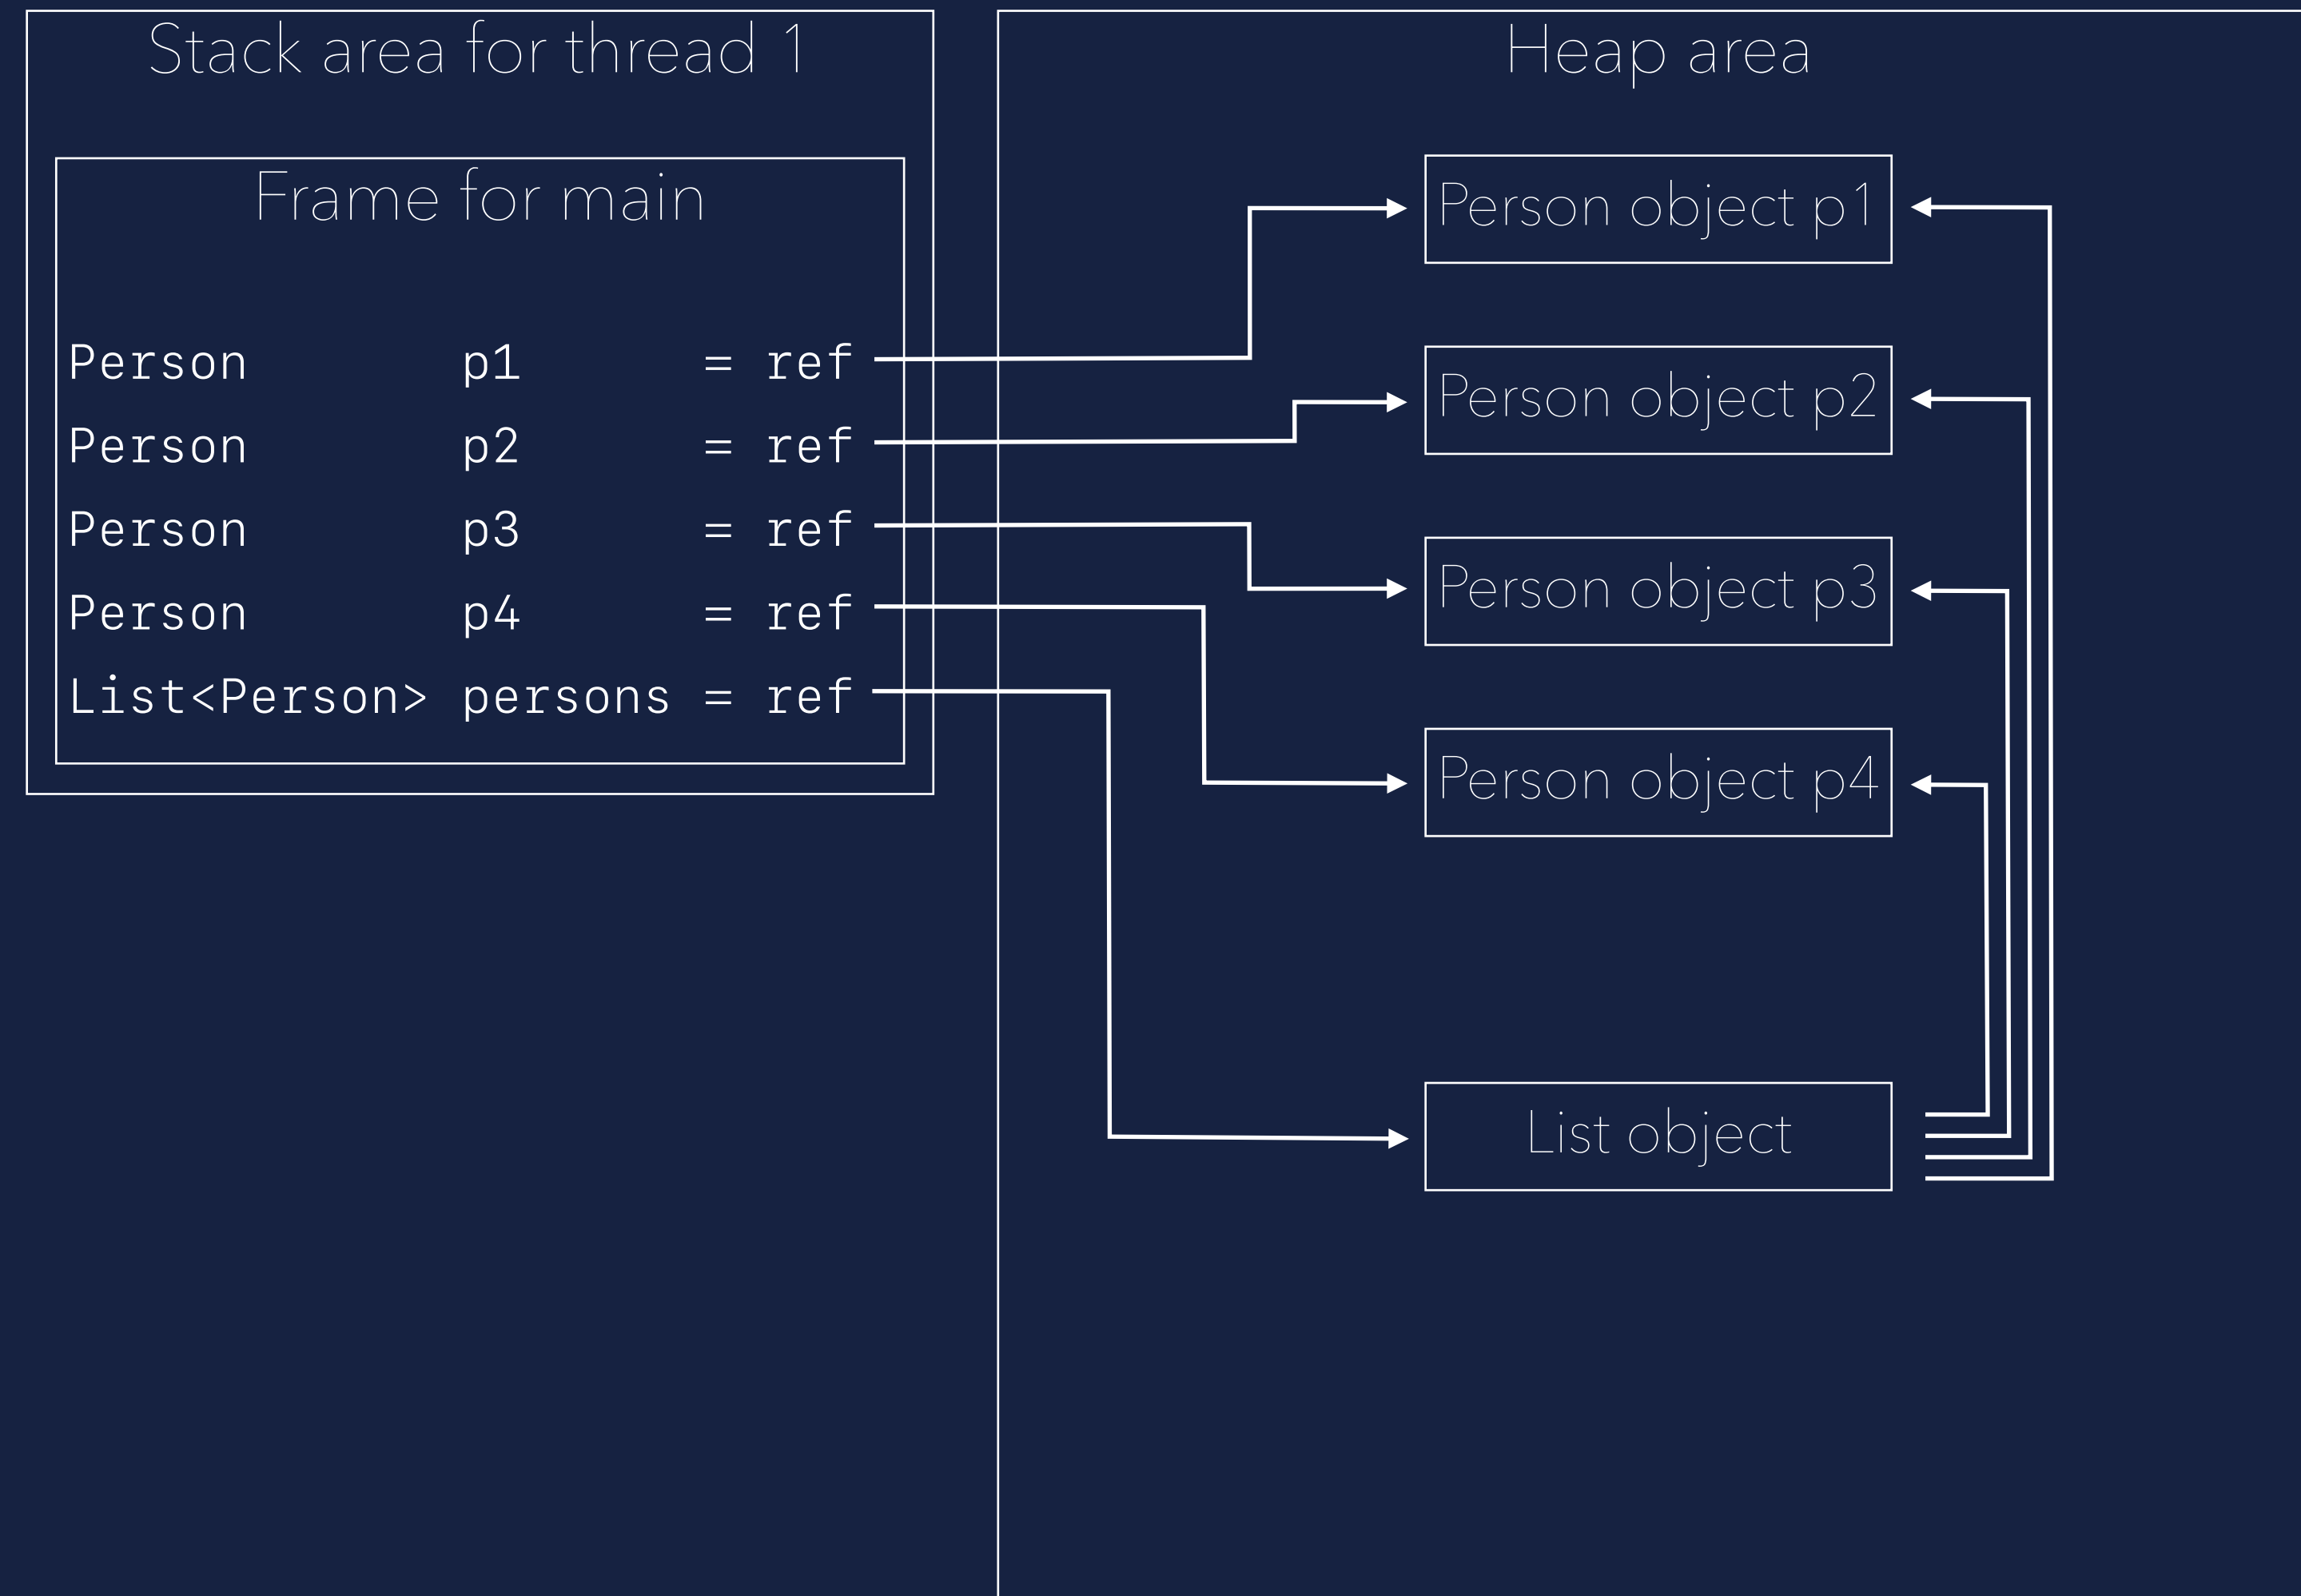 Stack area for thread 1
Frame for main
Person p1 = ref
Person p2 = ref
Person p3 = ref
Person p4 = ref
List<Person> persons = ref
Heap area
Person object p1
Person object p2
Person object p3
Person object p4
List object